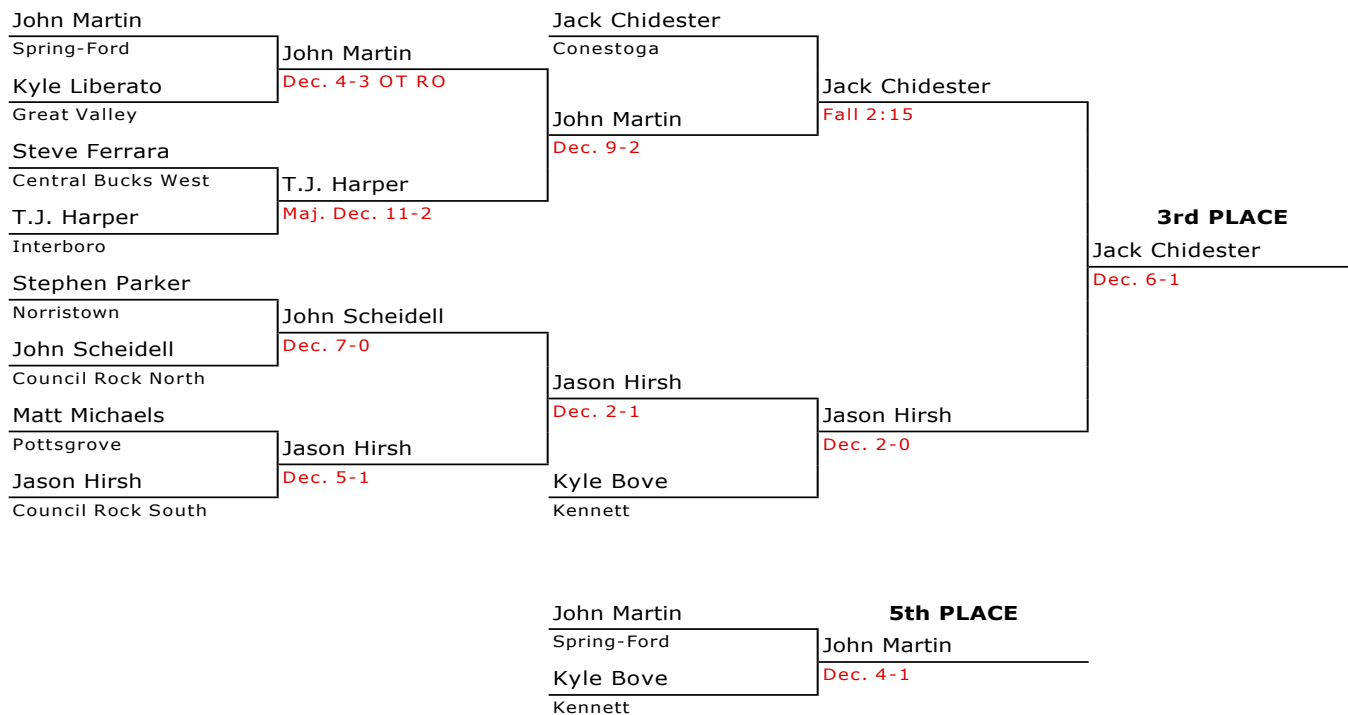 John Martin
Spring-Ford
Kyle Liberato
Great Valley
Steve Ferrara
Central Bucks West
T.J. Harper
Interboro
Stephen Parker
Norristown
John Scheidell
Council Rock North
Matt Michaels
Pottsgrove
Jason Hirsh
Council Rock South
John Martin
Dec. 4-3 OT RO
T.J. Harper
Maj. Dec. 11-2
John Scheidell
Dec. 7-0
Jason Hirsh
Dec. 5-1
Jack Chidester
Conestoga
John Martin
Dec. 9-2
Jason Hirsh
Dec. 2-1
Kyle Bove
Kennett
Jack Chidester
Fall 2:15
Jason Hirsh
Dec. 2-0
3rd PLACE
Jack Chidester
Dec. 6-1
John Martin
Spring-Ford
Kyle Bove
Kennett
5th PLACE
John Martin
Dec. 4-1